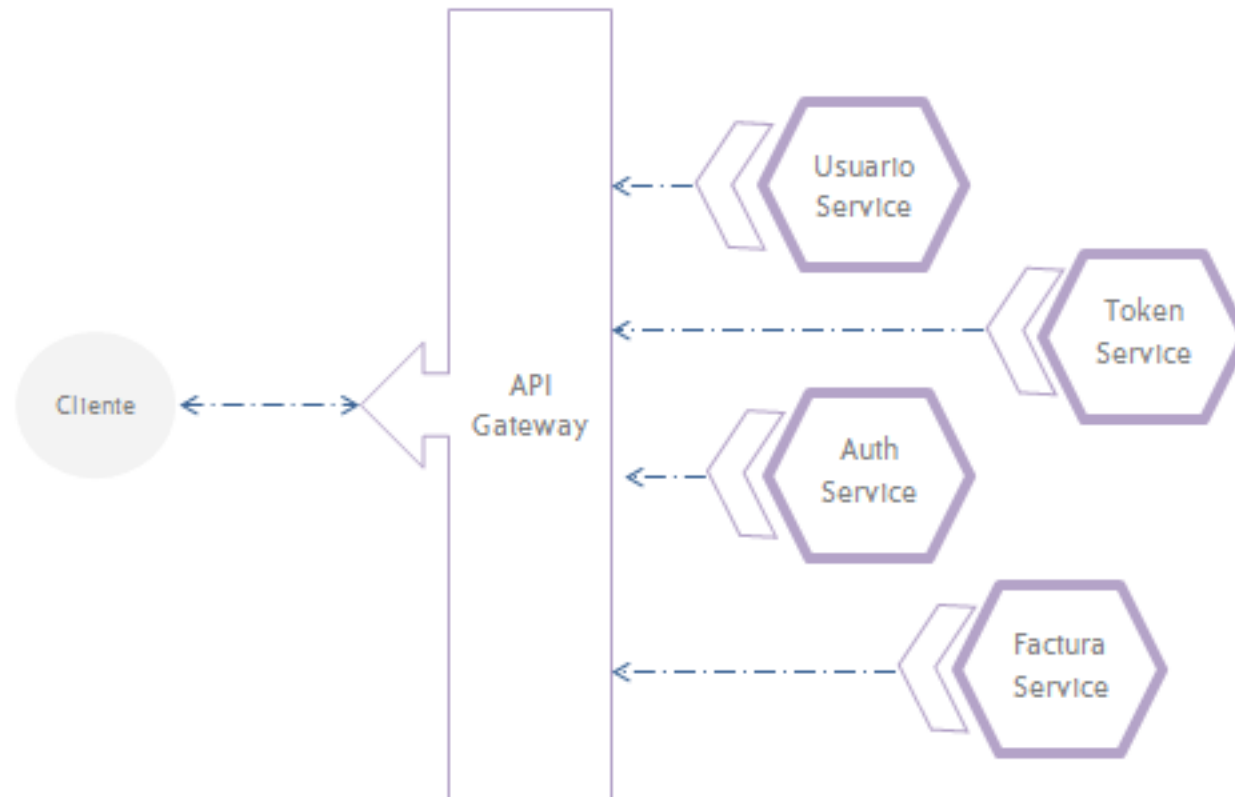 Usuario
Service
Token
Service
API
Gateway
Cliente
Auth
Service
Factura
Service